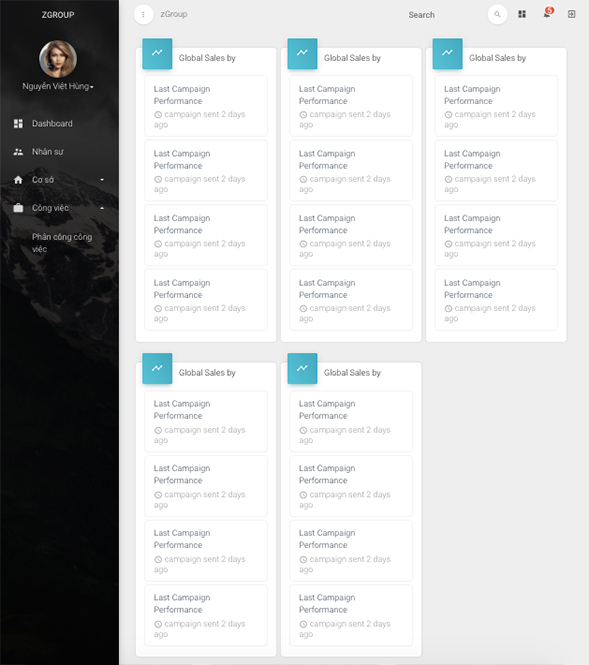 ZGROUP
Nguyễn Việt Hùng
Dashboard
Nhân sự
Cơ sở
Công việc
Phân công công
việc
zGroup
Search
5
Global Sales by
Last Campaign
Performance
campaign sent 2 days
ago
Last Campaign
Performance
campaign sent 2 days
ago
Last Campaign
Performance
campaign sent 2 days
ago
Last Campaign
Performance
campaign sent 2 days
ago
Global Sales by
Last Campaign
Performance
campaign sent 2 days
ago
Last Campaign
Performance
campaign sent 2 days
ago
Last Campaign
Performance
campaign sent 2 days
ago
Last Campaign
Performance
campaign sent 2 days
ago
Global Sales by
Last Campaign
Performance
campaign sent 2 days
ago
Last Campaign
Performance
campaign sent 2 days
ago
Last Campaign
Performance
campaign sent 2 days
ago
Last Campaign
Performance
campaign sent 2 days
ago
Global Sales by
Last Campaign
Performance
campaign sent 2 days
ago
Last Campaign
Performance
campaign sent 2 days
ago
Last Campaign
Performance
campaign sent 2 days
ago
Last Campaign
Performance
campaign sent 2 days
ago
Global Sales by
Last Campaign
Performance
campaign sent 2 days
ago
Last Campaign
Performance
campaign sent 2 days
ago
Last Campaign
Performance
campaign sent 2 days
ago
Last Campaign
Performance
campaign sent 2 days
ago